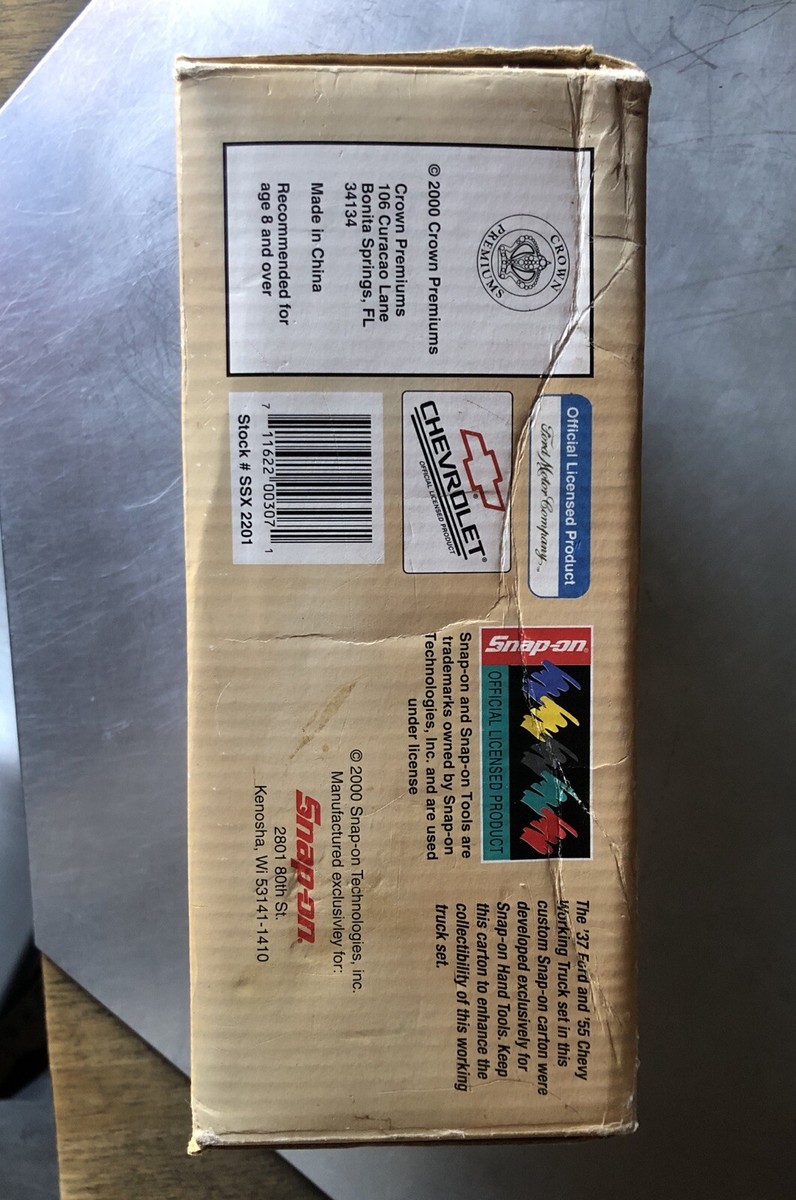 CROWN
PREMIUMS
© 2000 Crown Premiums
Crown Premiums
106 Curacao Lane
Bonita Springs, FL
34134
Made in China
Recommended for
age 8 and over
Official Licensed Product
Ford Motor Company™
CHEVROLET®
OFFICIAL LICENSED PRODUCT
7 11622 00307 1
Stock # SSX 2201
Snap-on®
OFFICIAL LICENSED PRODUCT
Snap-on and Snap-on Tools are
trademarks owned by Snap-on
Technologies, Inc. and are used
under license
© 2000 Snap-on Technologies, inc.
Manufactured exclusivley for:
Snap-on.
2801 80th St.
Kenosha, Wi 53141-1410
The '37 Ford and '55 Chevy
Working Truck set in this
custom Snap-on carton were
developed exclusively for
Snap-on Hand Tools. Keep
this carton to enhance the
collectibility of this working
truck set.